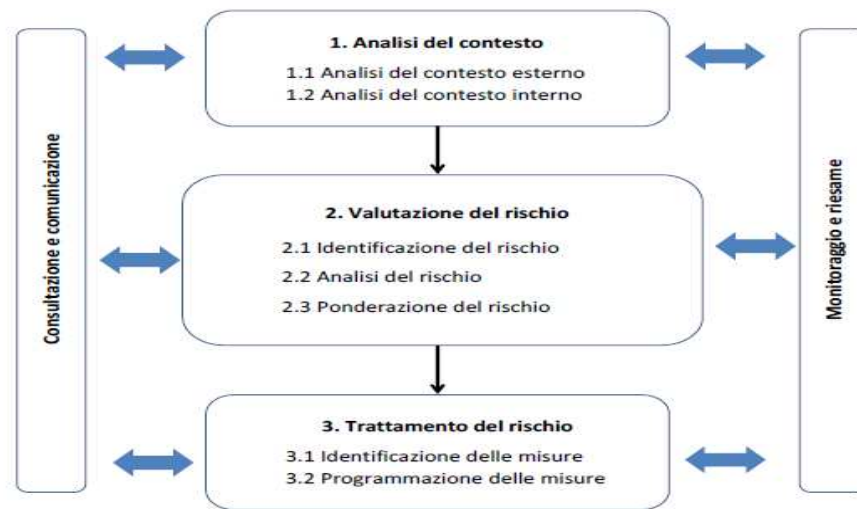 Consultazione e comunicazione
1. Analisi del contesto
1.1 Analisi del contesto esterno
1.2 Analisi del contesto interno
2. Valutazione del rischio
2.1 Identificazione del rischio
2.2 Analisi del rischio
2.3 Ponderazione del rischio
3. Trattamento del rischio
3.1 Identificazione delle misure
3.2 Programmazione delle misure
Monitoraggio e riesame